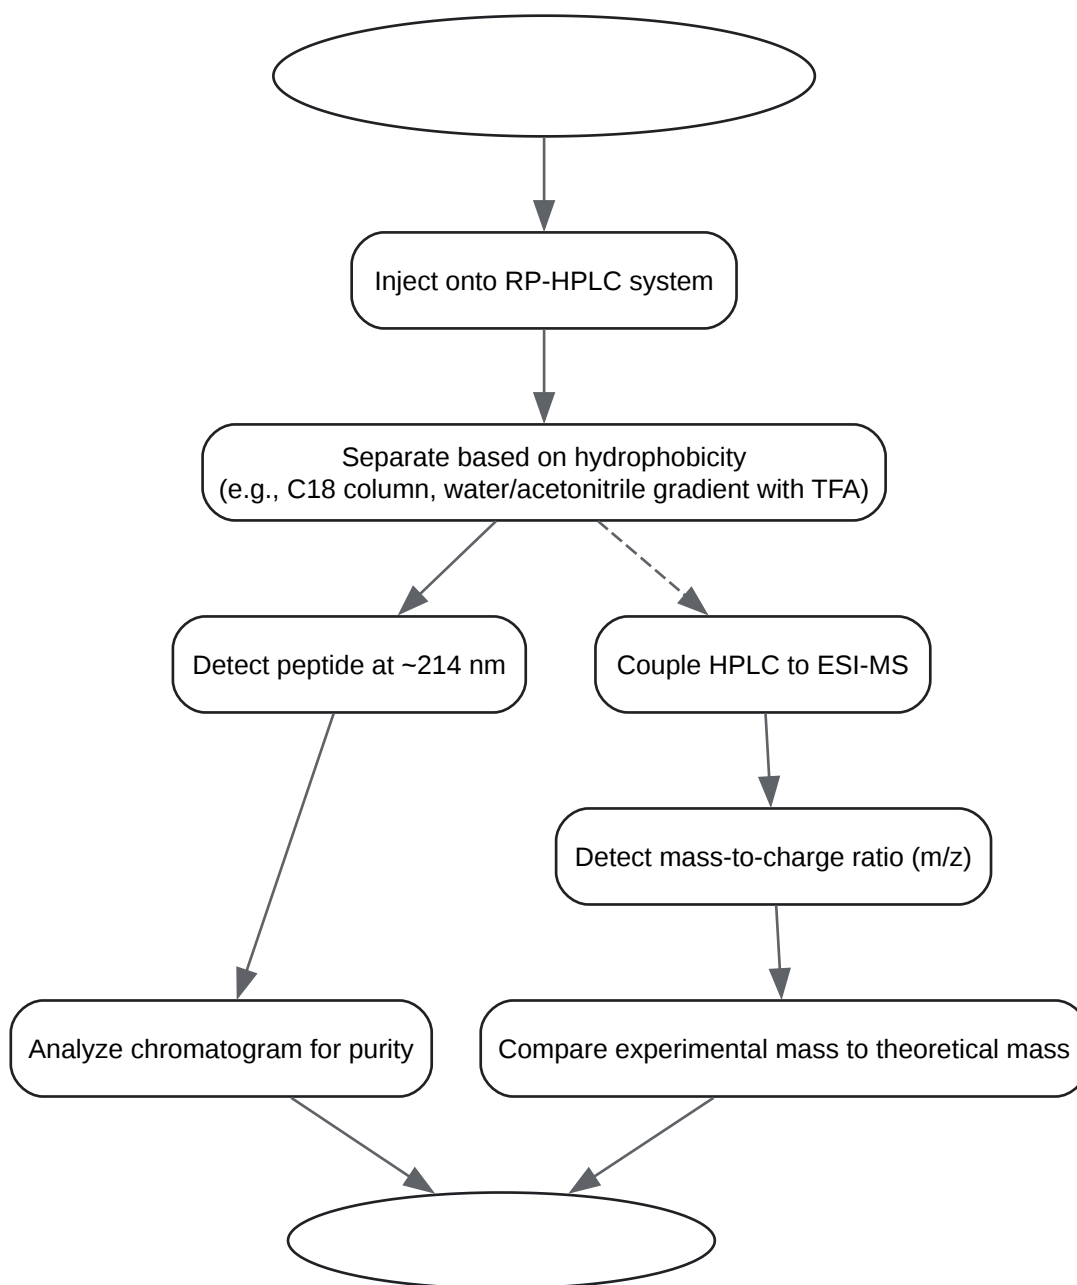 Inject onto RP-HPLC system
Separate based on hydrophobicity
(e.g., C18 column, water/acetonitrile gradient with TFA)
Detect peptide at ~214 nm
Couple HPLC to ESI-MS
Detect mass-to-charge ratio (m/z)
Analyze chromatogram for purity
Compare experimental mass to theoretical mass